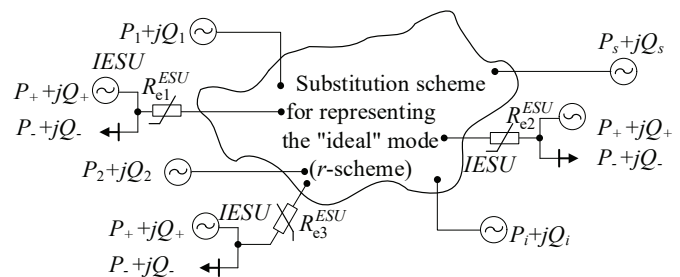 P₁+jQ₁
Pₛ+jQₛ
IESU
P₊+jQ₊
R_e1^ESU
P₋+jQ₋
Substitution scheme
for representing
the "ideal" mode
(r-scheme)
R_e2^ESU
IESU
P₊+jQ₊
P₋+jQ₋
P₂+jQ₂
IESU
P₊+jQ₊
R_e3^ESU
P₋+jQ₋
Pᵢ+jQᵢ